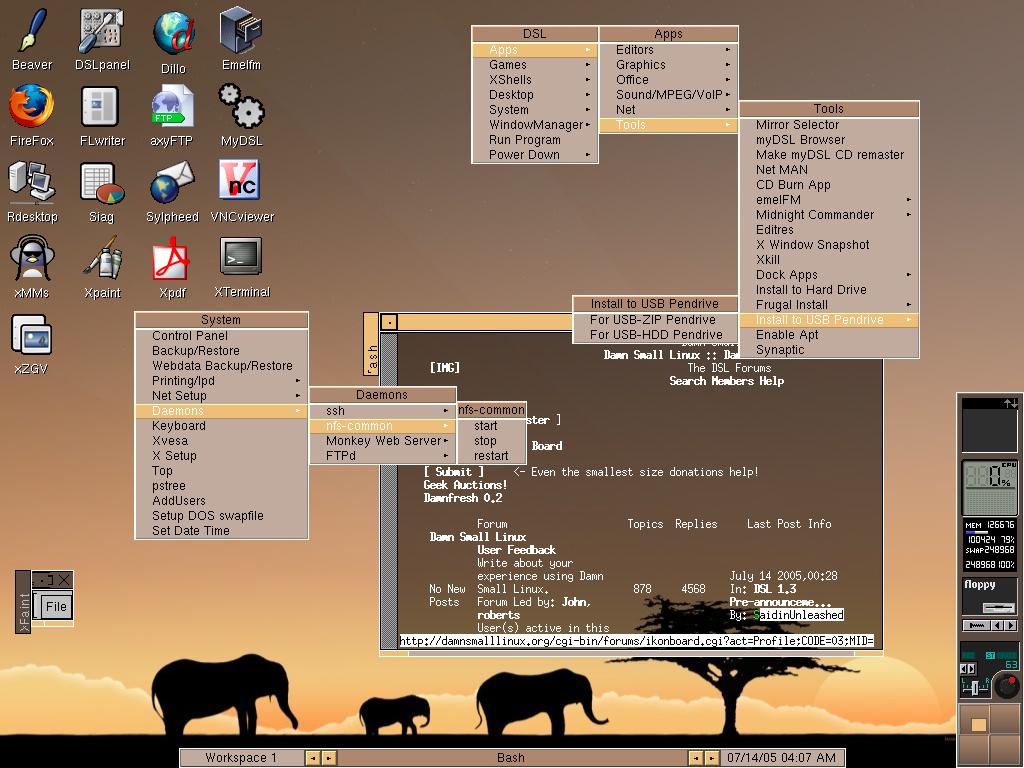 Beaver
DSLpanel
Dillo
Emelfm
FireFox
FLwriter
FTP
axyFTP
MyDSL
Rdesktop
Siag
Sylpheed
Vnc
VNCviewer
xMMs
Xpaint
Xpdf
XTerminal
xZGV
DSL
Apps
Games
XShells
Desktop
System
WindowManager
Run Program
Power Down
Apps
Editors
Graphics
Office
Sound/MPEG/VoIP
Net
Tools
Tools
Mirror Selector
myDSL Browser
Make myDSL CD remaster
Net MAN
CD Burn App
emelFM
Midnight Commander
Editres
X Window Snapshot
Xkill
Dock Apps
Install to Hard Drive
Frugal Install
Install to USB Pendrive
Enable Apt
Synaptic
Install to USB Pendrive
For USB-ZIP Pendrive
For USB-HDD Pendrive
System
Control Panel
Backup/Restore
Webdata Backup/Restore
Printing/lpd
Net Setup
Daemons
Keyboard
Xvesa
X Setup
Top
pstree
AddUsers
Setup DOS swapfile
Set Date Time
Daemons
ssh
nfs-common
Monkey Web Server
FTPd
nfs-common
start
stop
restart
Damn Small Linux ::
[IMG] The DSL Forums
Search Members Help
]
Board
[ Submit ] <- Even the smallest size donations help!
Geek Auctions!
Damnfresh 0.2
Forum Topics Replies Last Post Info
Damn Small Linux
User Feedback
Write about your
experience using Damn July 14 2005,00:28
No New Small Linux. 878 4568 In: DSL 1.3
Posts Forum Led by: John, Pre-announceme...
roberts By: SaidinUnleashed
User(s) active in this
http://damnsmalllinux.org/cgi-bin/forums/ikonboard.cgi?act=Profile;CODE=03;MID=
XFaint
File
CPU
0%
MEM 126676
100424 79%
SWAP 248968
248968 100%
floppy
ST
63
L R
Workspace 1
Bash
07/14/05 04:07 AM